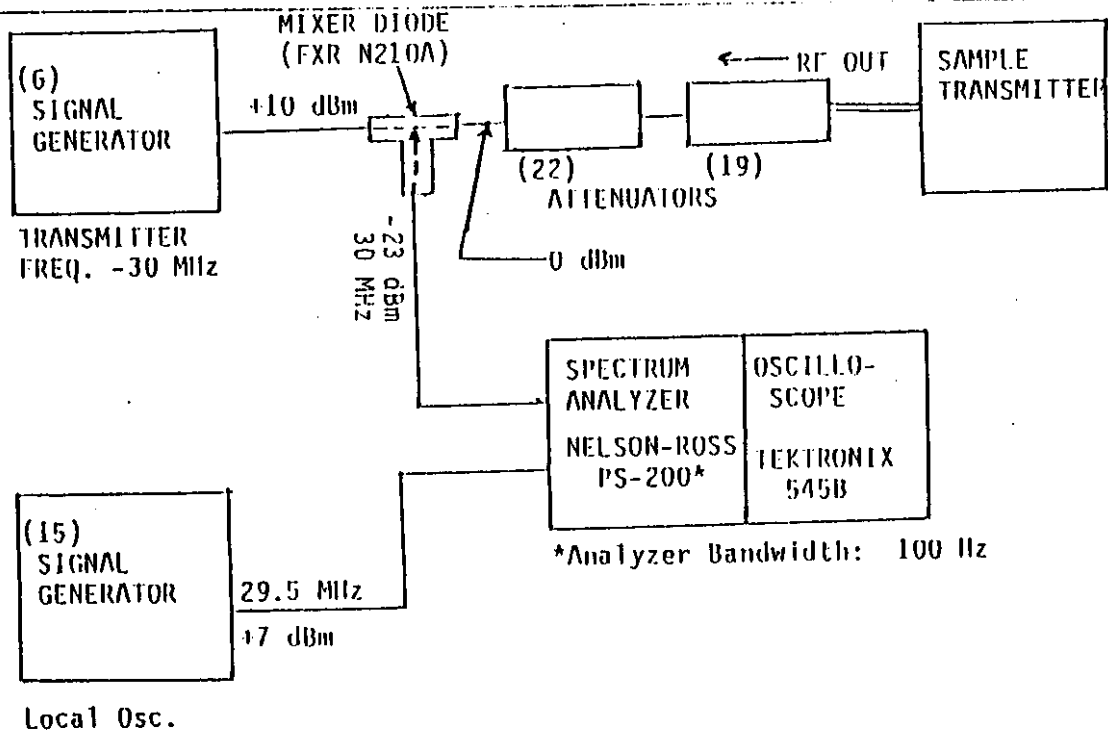 MIXER DIODE
(FXR N210A)
(6)
SIGNAL
GENERATOR
+10 dBm
RF OUT
SAMPLE
TRANSMITTER
(22)
(19)
ATTENUATORS
TRANSMITTER
FREQ. -30 MHz
-23 dBm
30 MHz
0 dBm
SPECTRUM
ANALYZER
NELSON-ROSS
PS-200*
OSCILLO-
SCOPE
TEKTRONIX
545B
*Analyzer Bandwidth: 100 Hz
(15)
SIGNAL
GENERATOR
29.5 MHz
+7 dBm
Local Osc.